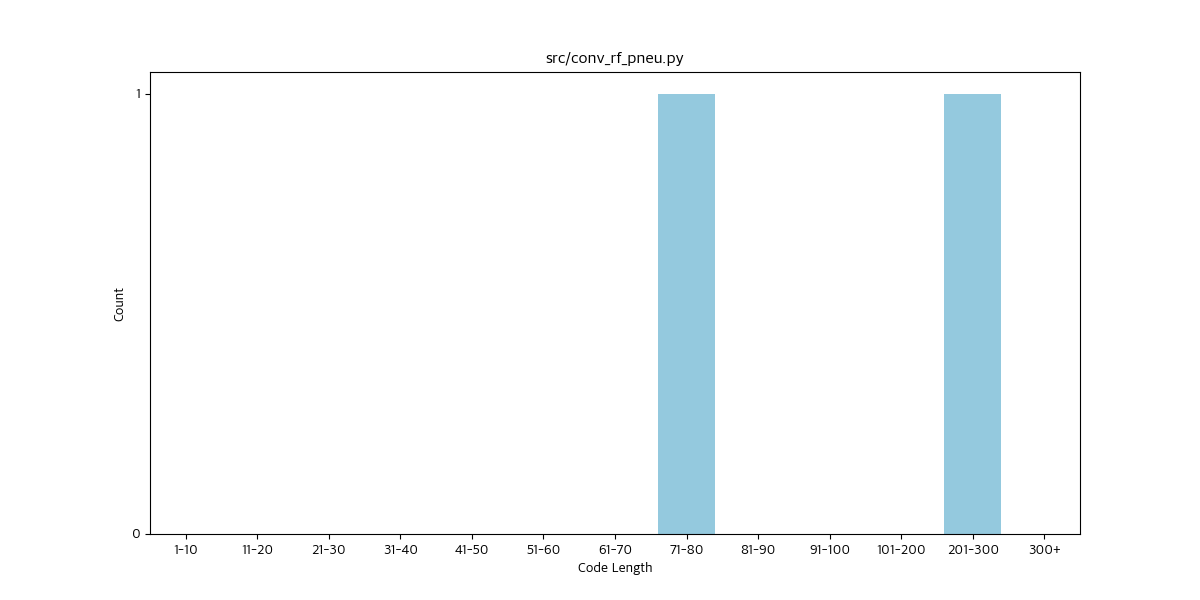 src/conv_rf_pneu.py
1
Count
0
1-10 11-20 21-30 31-40 41-50 51-60 61-70 71-80 81-90 91-100 101-200 201-300 300+
Code Length